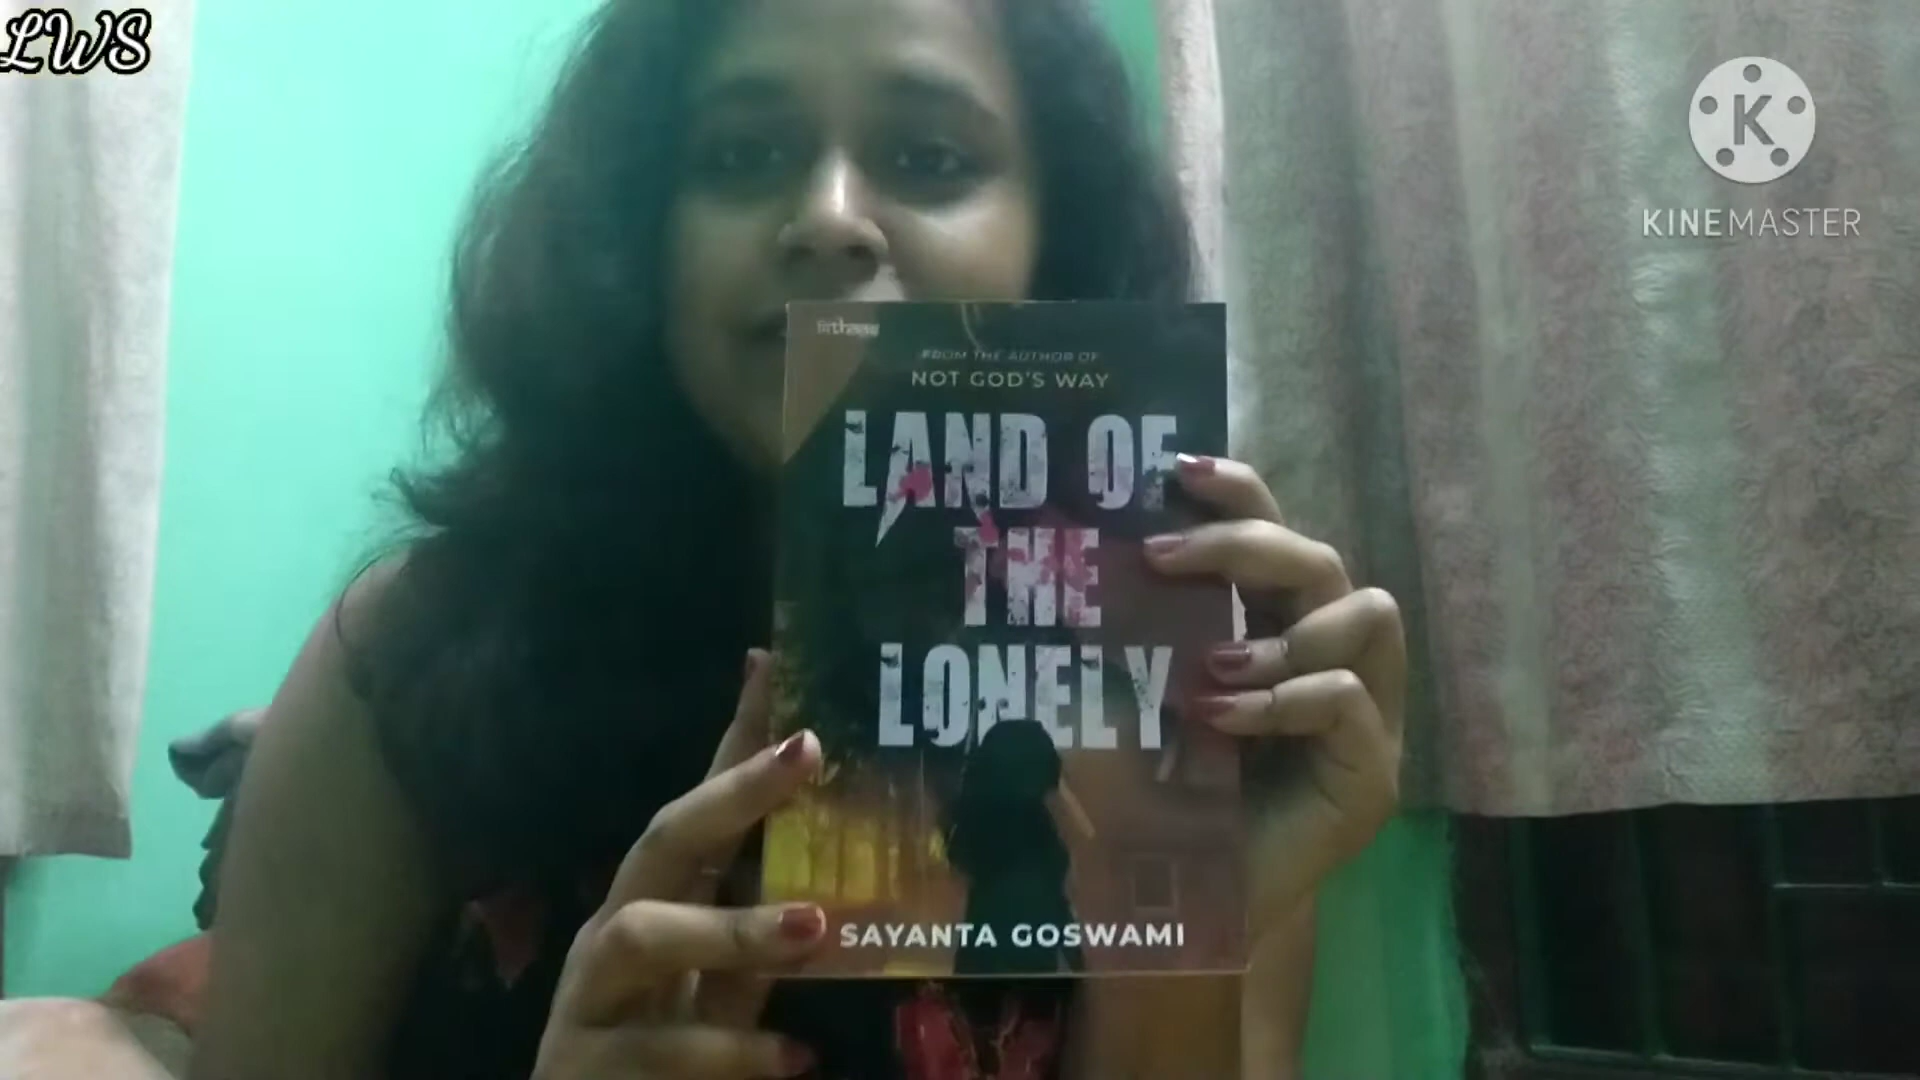 LWS
K
KINEMASTER
FROM THE AUTHOR OF
NOT GOD'S WAY
LAND OF
THE
LONELY
SAYANTA GOSWAMI